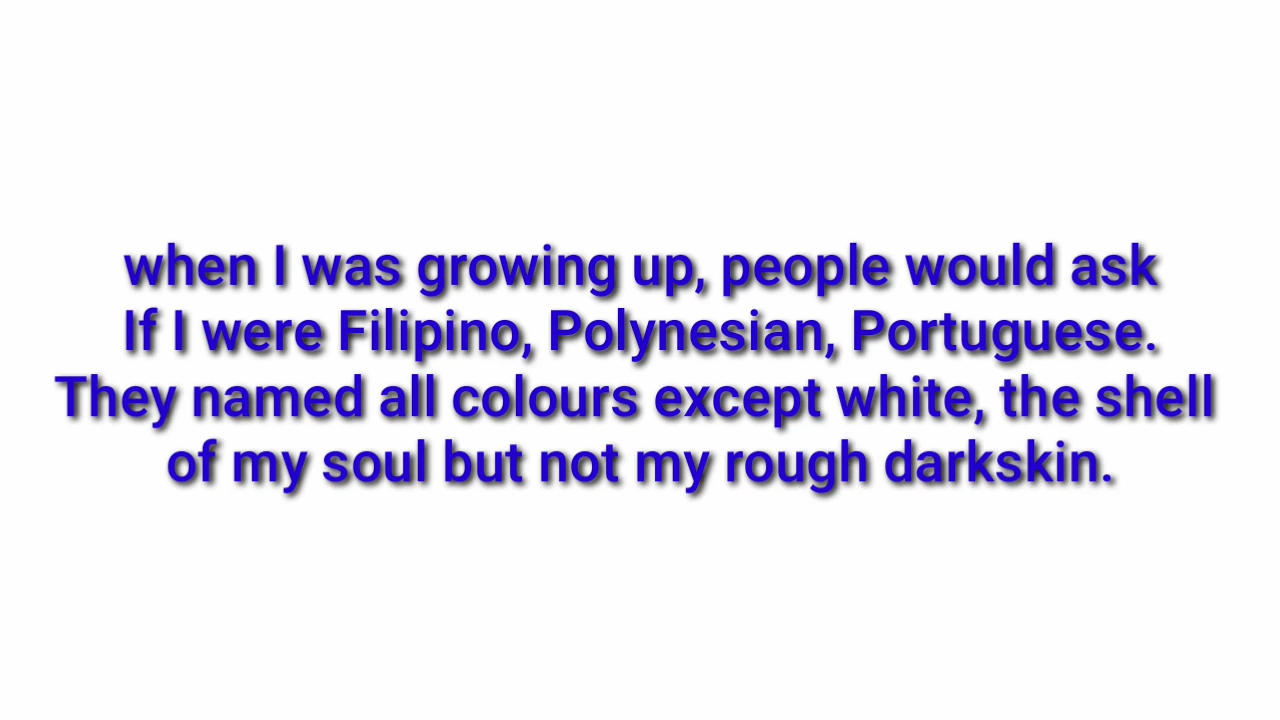 when I was growing up, people would ask
If I were Filipino, Polynesian, Portuguese.
They named all colours except white, the shell
of my soul but not my rough darkskin.